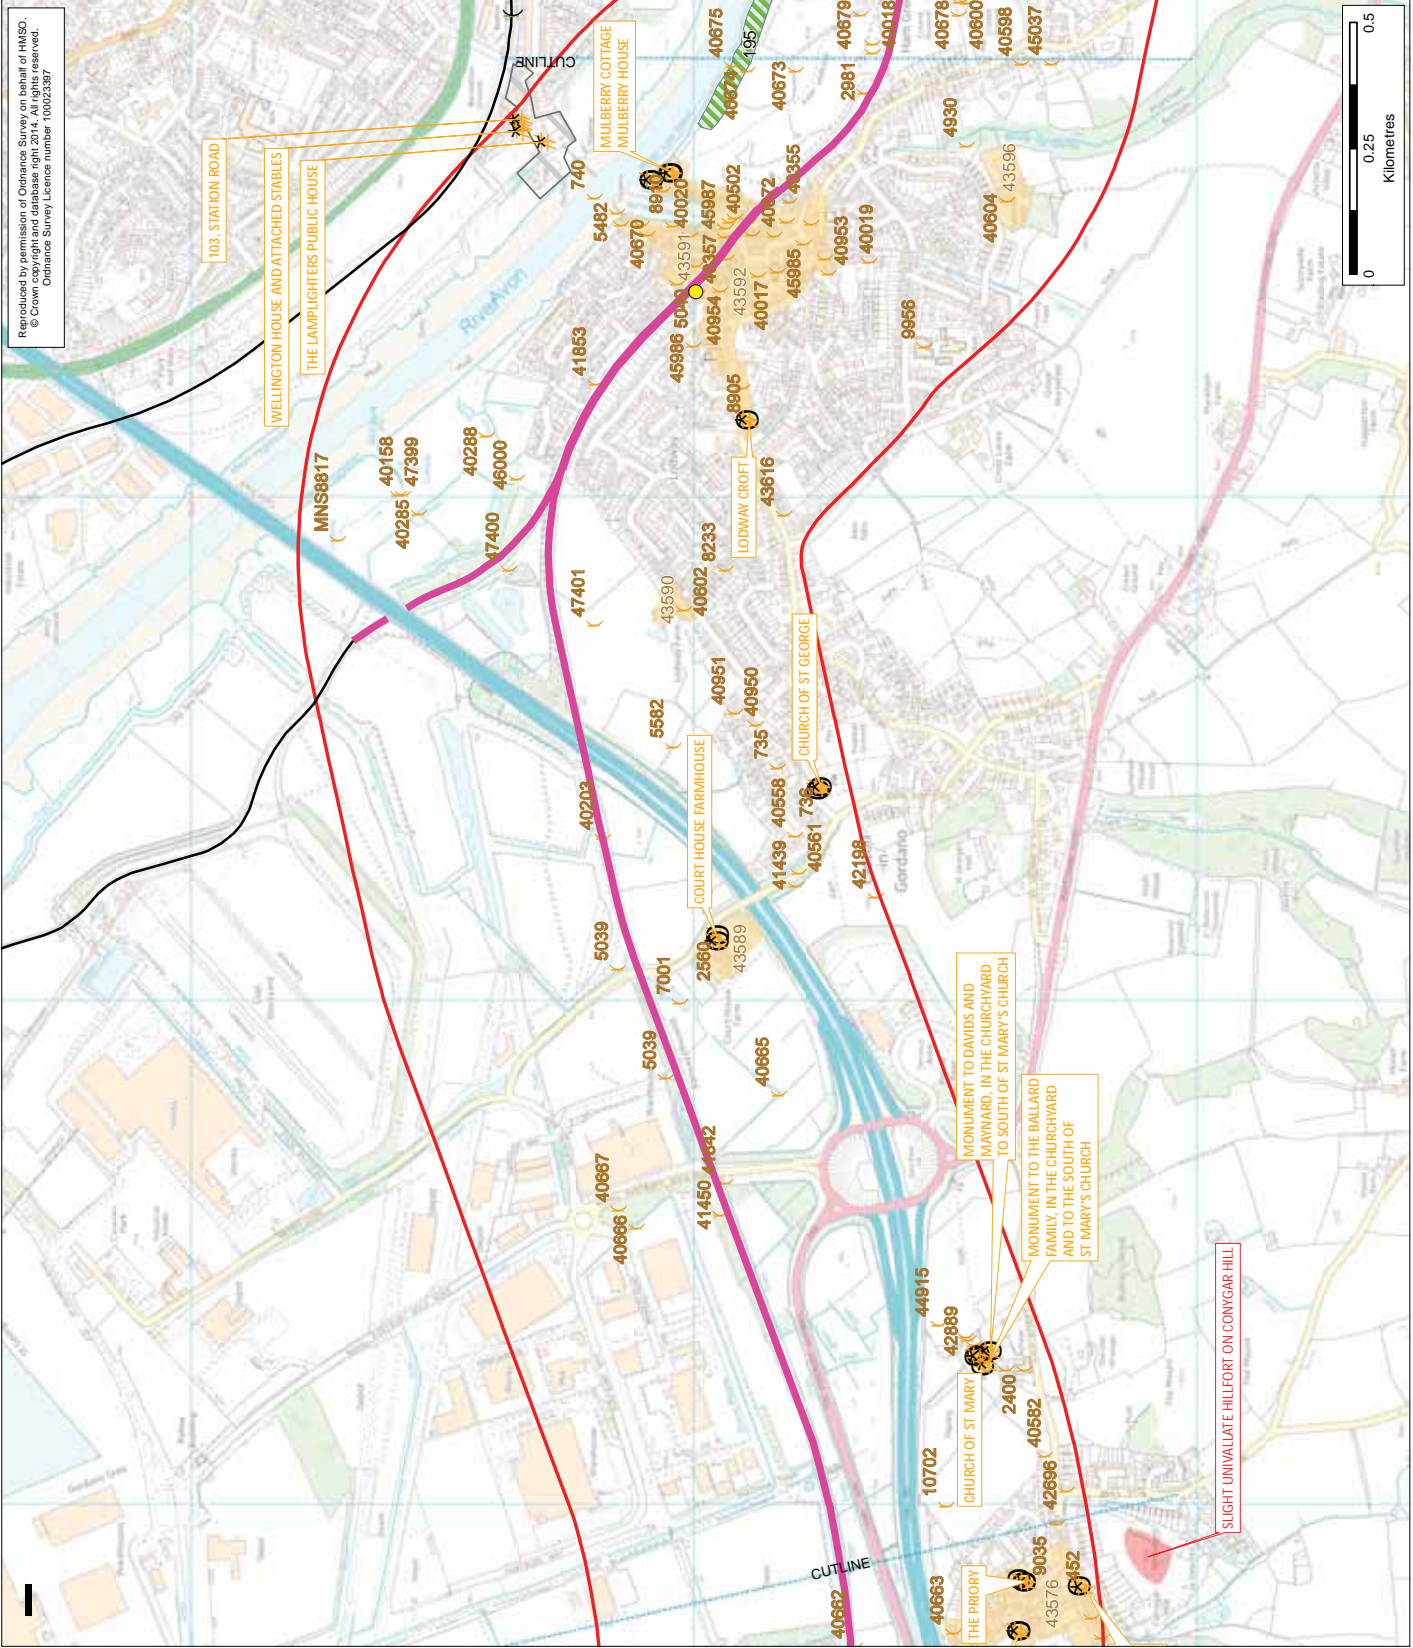 Reproduced by permission of Ordnance Survey on behalf of HMSO.
© Crown copyright and database right 2014. All rights reserved.
Ordnance Survey Licence number 100023397
103, STATION ROAD
WELLINGTON HOUSE AND ATTACHED STABLES
THE LAMPLIGHTERS PUBLIC HOUSE
CUTLINE
MULBERRY COTTAGE
MULBERRY HOUSE
River Avon
740
5482
40670
40020
45987
40502
40672
40355
40675
195
40673
2981
40679
40018
40678
40600
40598
45037
4930
43596
40604
40953
40019
45985
40017
43592
43591
40954
45986
41853
8905
9956
LODWAY CROFT
43616
MNS8817
40158
47399
40285
40288
46000
47400
47401
43590
40602
8233
5582
40951
40950
735
CHURCH OF ST GEORGE
COURT HOUSE FARMHOUSE
40203
40558
736
40561
41439
42198
in
Gordano
5039
7001
2560
43589
5039
40665
40667
40666
41450
41842
MONUMENT TO DAVIDS AND
MAYNARD, IN THE CHURCHYARD
TO SOUTH OF ST MARY'S CHURCH
MONUMENT TO THE BALLARD
FAMILY, IN THE CHURCHYARD
AND TO THE SOUTH OF
ST MARY'S CHURCH
44915
42889
CHURCH OF ST MARY
2400
40582
10702
42696
SLIGHT UNIVALLATE HILLFORT ON CONYGAR HILL
CUTLINE
40662
40663
THE PRIORY
9035
43576
452
0
0.25
0.5
Kilometres